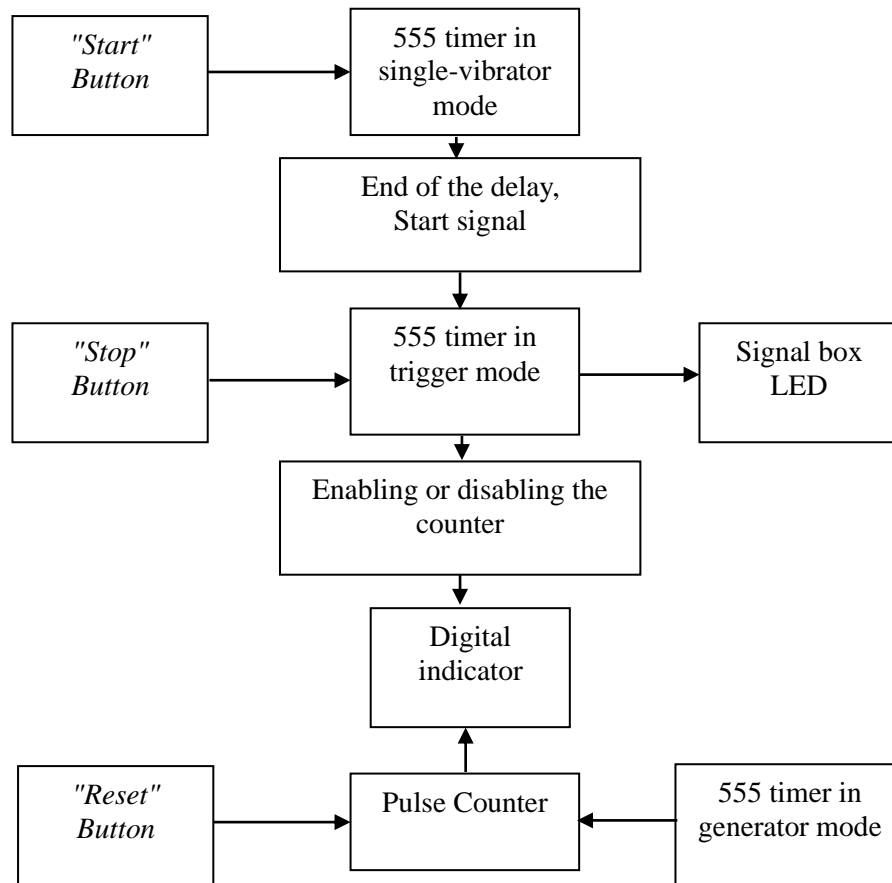 "Start"
Button
555 timer in
single-vibrator
mode
End of the delay,
Start signal
"Stop"
Button
555 timer in
trigger mode
Signal box
LED
Enabling or disabling the
counter
Digital
indicator
"Reset"
Button
Pulse Counter
555 timer in
generator mode